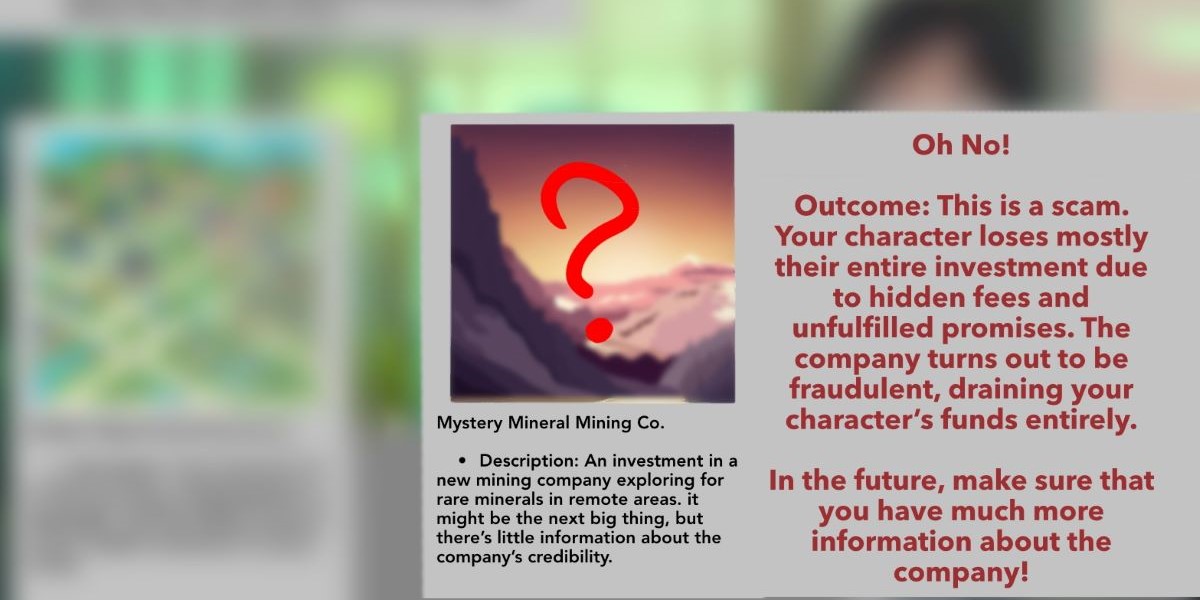 Mystery Mineral Mining Co.
• Description: An investment in a
new mining company exploring for
rare minerals in remote areas. it
might be the next big thing, but
there's little information about the
company's credibility.
Oh No!
Outcome: This is a scam.
Your character loses mostly
their entire investment due
to hidden fees and
unfulfilled promises. The
company turns out to be
fraudulent, draining your
character's funds entirely.
In the future, make sure that
you have much more
information about the
company!